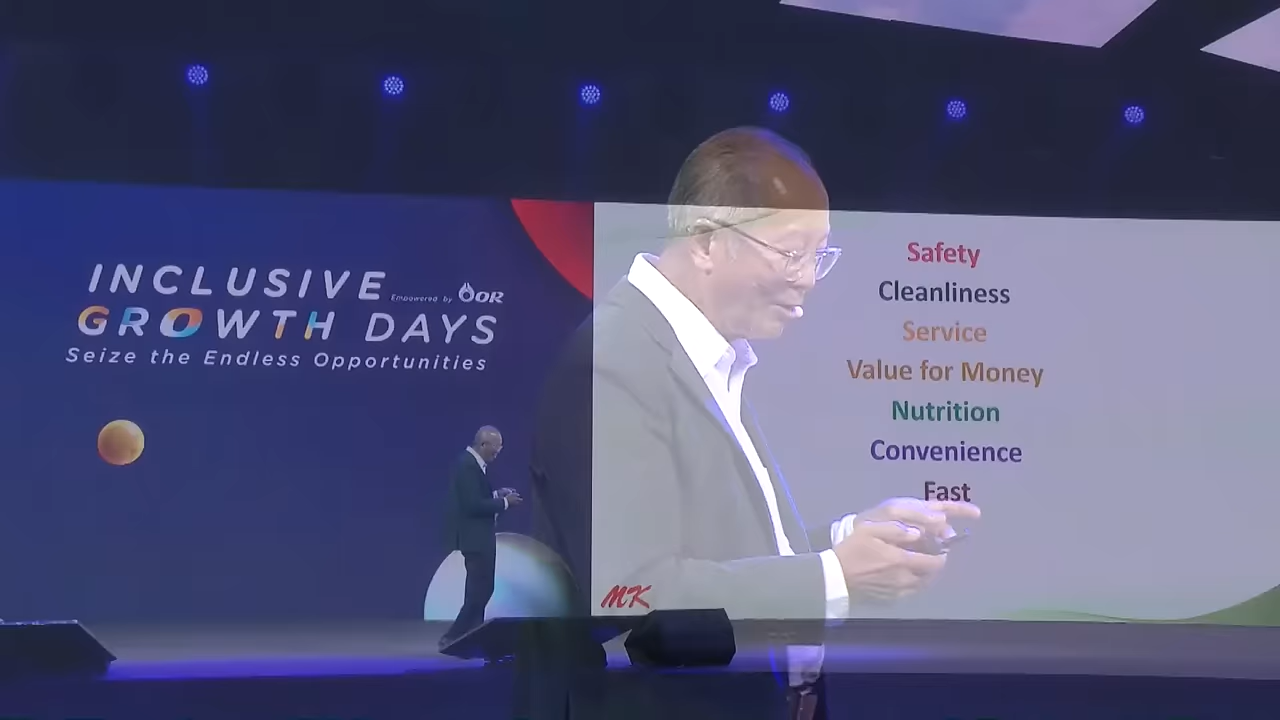 INCLUSIVE
Empowered by OR
GROWTH DAYS
Seize the Endless Opportunities
Safety
Cleanliness
Service
Value for Money
Nutrition
Convenience
Fast
MK